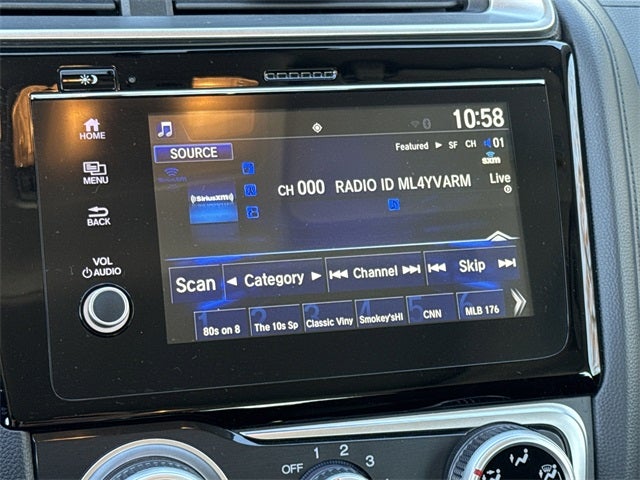 10:58
HOME
SOURCE
Featured ▶ SF CH 01
sxm
MENU
((SiriusXM))
CH 000 RADIO ID ML4YVARM Live
BACK
VOL
AUDIO
Scan ◀ Category ▶ Channel Skip
1 80s on 8 2 The 10s Sp 3 Classic Viny 4 Smokey'sHl 5 CNN 6 MLB 176
OFF 1 2 3